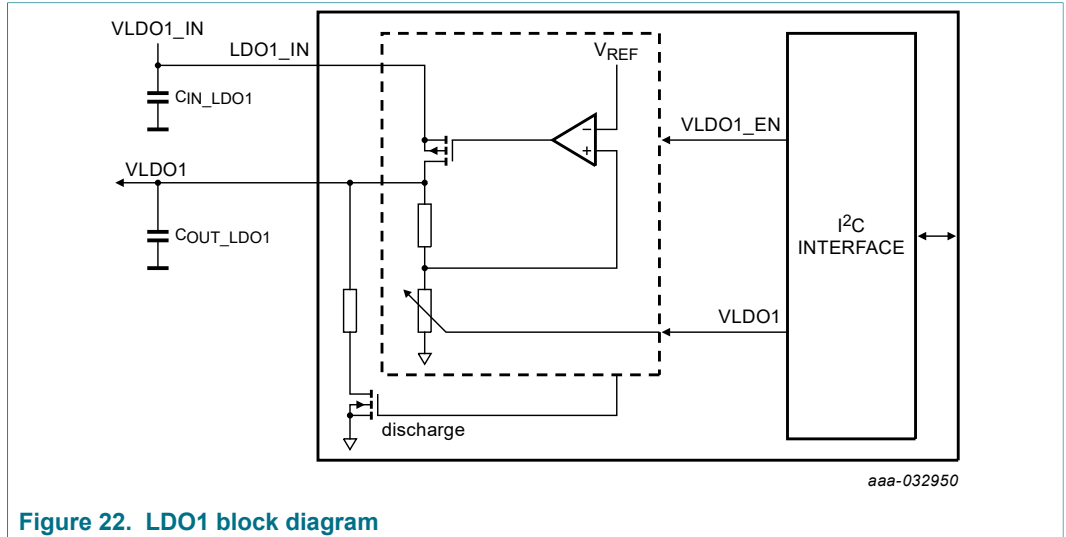 VLDO1_IN
LDO1_IN
VREF
CIN_LDO1
VLDO1_EN
−
+
VLDO1
COUT_LDO1
I2C
INTERFACE
VLDO1
discharge
aaa-032950
Figure 22. LDO1 block diagram